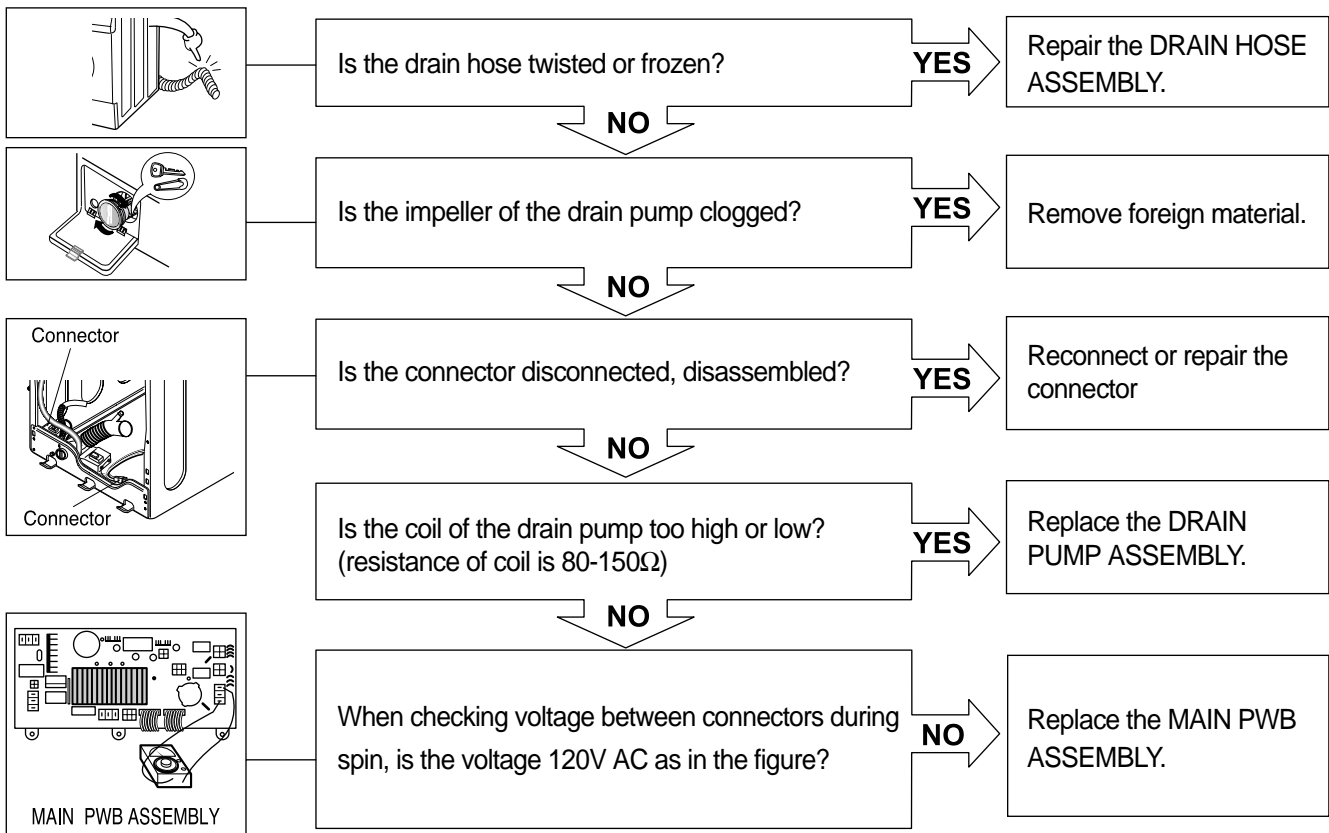 Is the drain hose twisted or frozen?
YES
Repair the DRAIN HOSE
ASSEMBLY.
NO
Is the impeller of the drain pump clogged?
YES
Remove foreign material.
NO
Connector
Connector
Is the connector disconnected, disassembled?
YES
Reconnect or repair the
connector
NO
Is the coil of the drain pump too high or low?
(resistance of coil is 80-150Ω)
YES
Replace the DRAIN
PUMP ASSEMBLY.
NO
MAIN PWB ASSEMBLY
When checking voltage between connectors during
spin, is the voltage 120V AC as in the figure?
NO
Replace the MAIN PWB
ASSEMBLY.